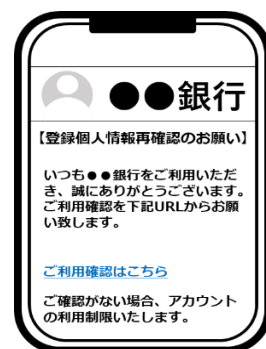 ●●銀行
【登録個人情報再確認のお願い】
いつも●●銀行をご利用いただ
き、誠にありがとうございます。
ご利用確認を下記URLからお願
い致します。
ご利用確認はこちら
ご確認がない場合、アカウント
の利用制限いたします。